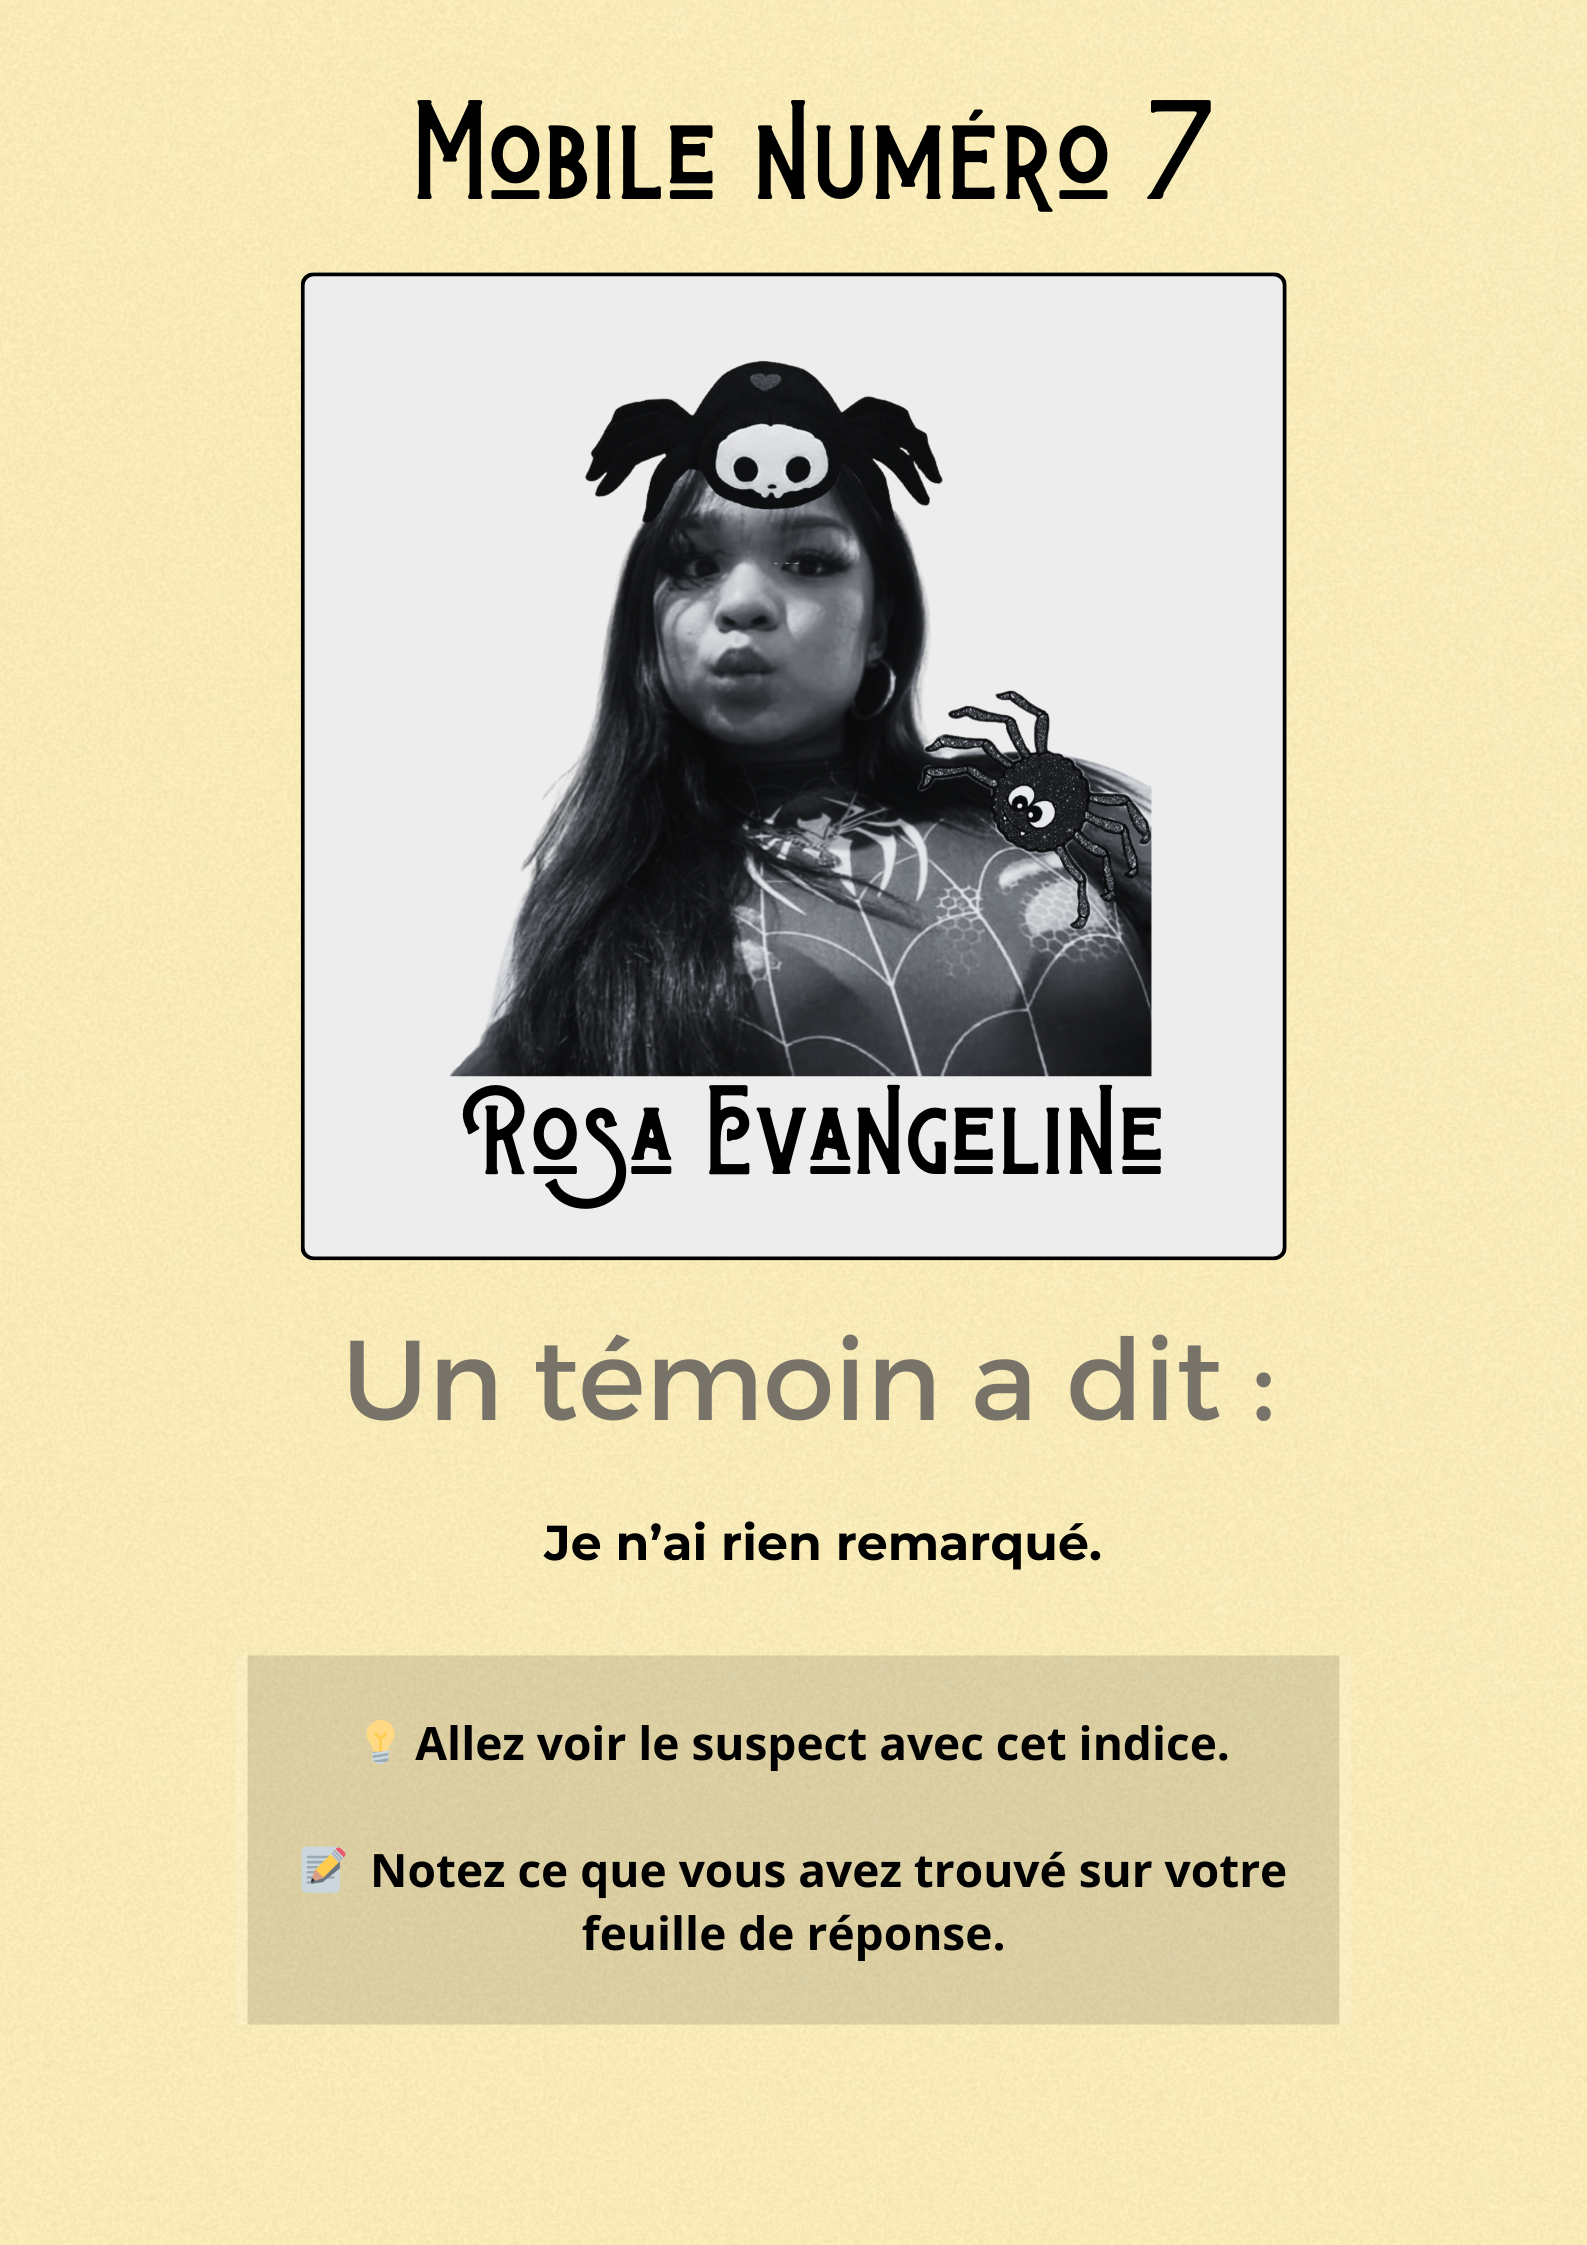 Mobile numéro 7
Rosa Evangeline
Un témoin a dit :
Je n’ai rien remarqué.
💡 Allez voir le suspect avec cet indice.
📝 Notez ce que vous avez trouvé sur votre
feuille de réponse.